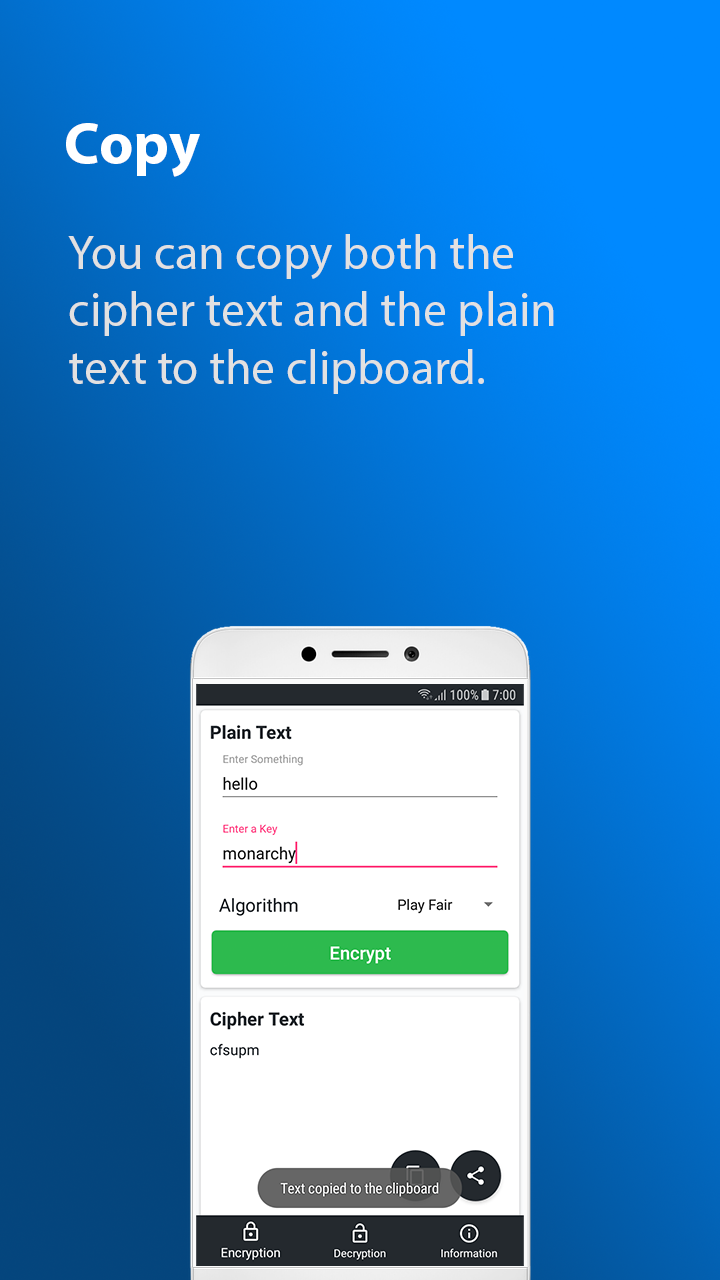 Copy
You can copy both the
cipher text and the plain
text to the clipboard.
100% 7:00
Plain Text
Enter Something
hello
Enter a Key
monarchy
Algorithm Play Fair
Encrypt
Cipher Text
cfsupm
Text copied to the clipboard
Encryption Decryption Information